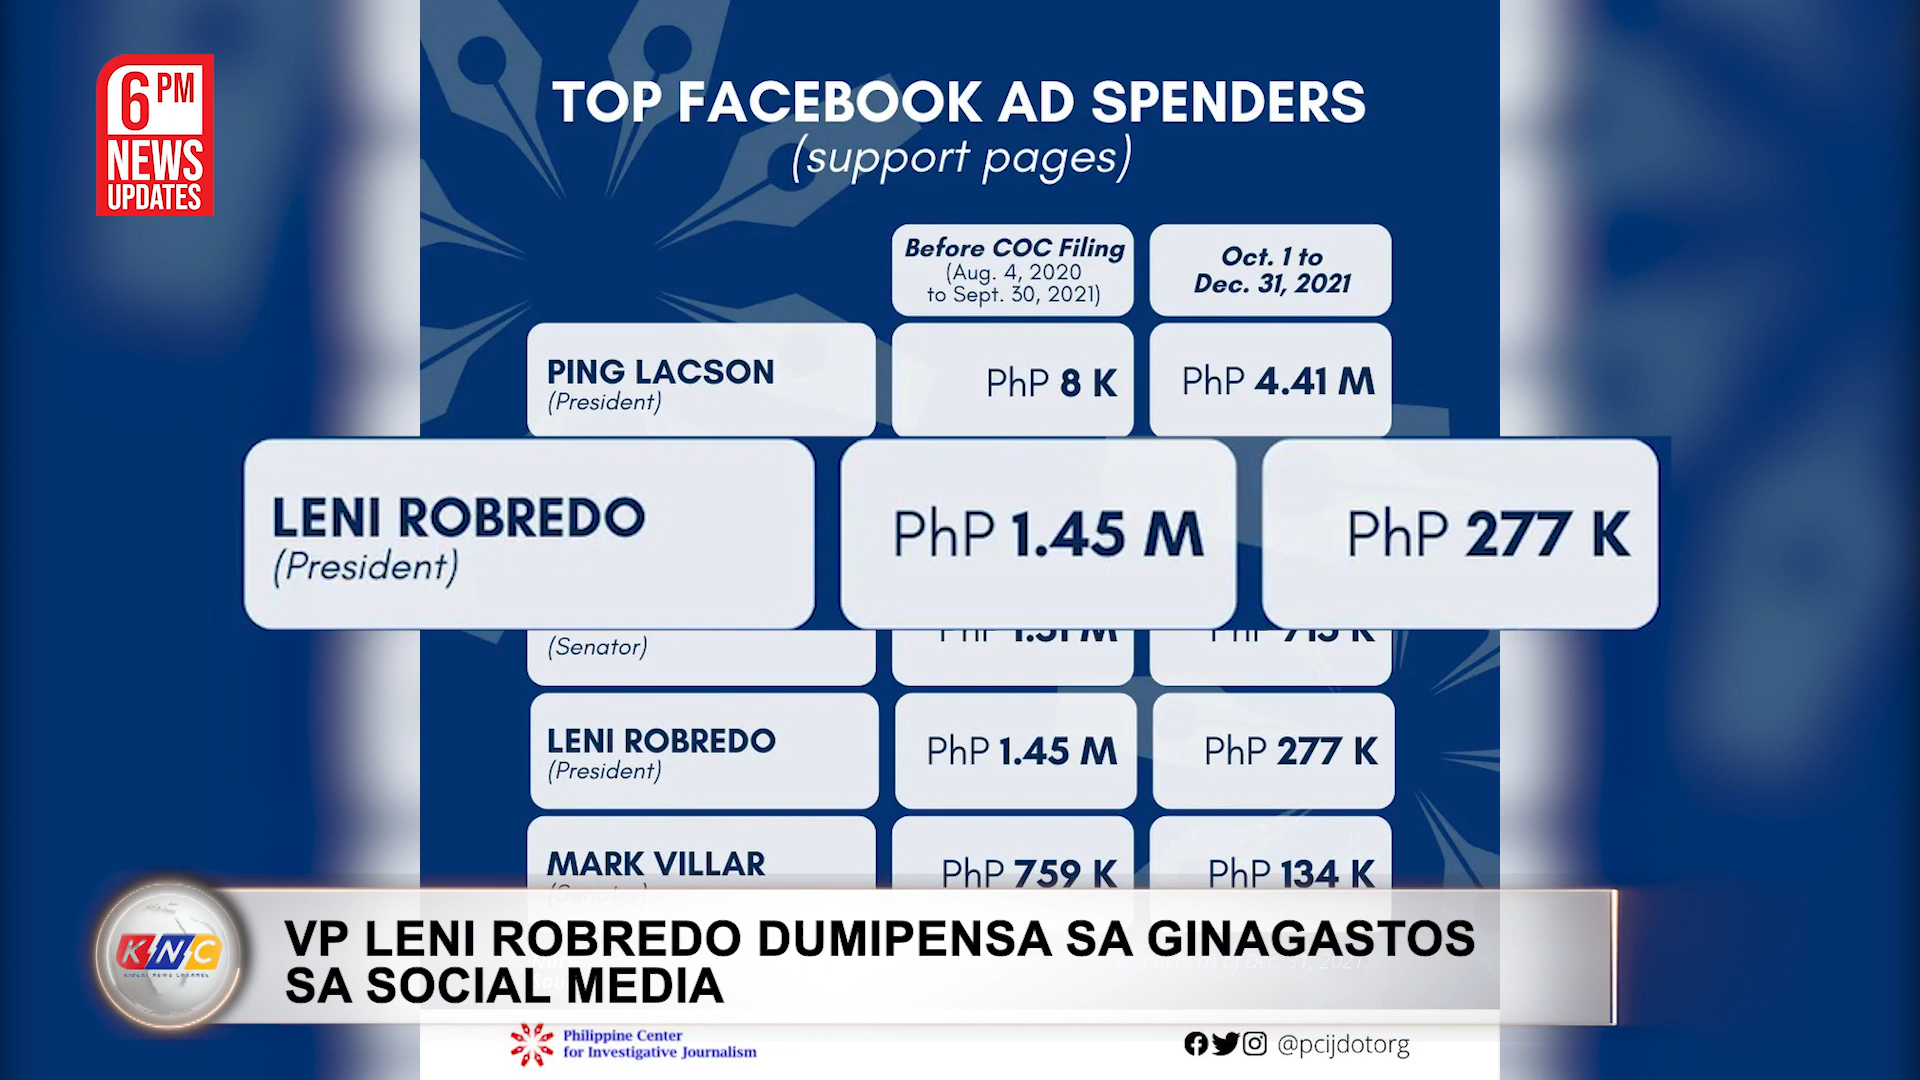 6 PM
NEWS
UPDATES
TOP FACEBOOK AD SPENDERS
(support pages)
Before COC Filing
(Aug. 4, 2020
to Sept. 30, 2021)
Oct. 1 to
Dec. 31, 2021
PING LACSON
(President)
PhP 8 K
PhP 4.41 M
LENI ROBREDO
(President)
PhP 1.45 M
PhP 277 K
(Senator)
LENI ROBREDO
(President)
PhP 1.45 M
PhP 277 K
MARK VILLAR
(Senator)
PhP 759 K
PhP 134 K
KNC
VP LENI ROBREDO DUMIPENSA SA GINAGASTOS
SA SOCIAL MEDIA
Philippine Center
for Investigative Journalism
@pcijdotorg